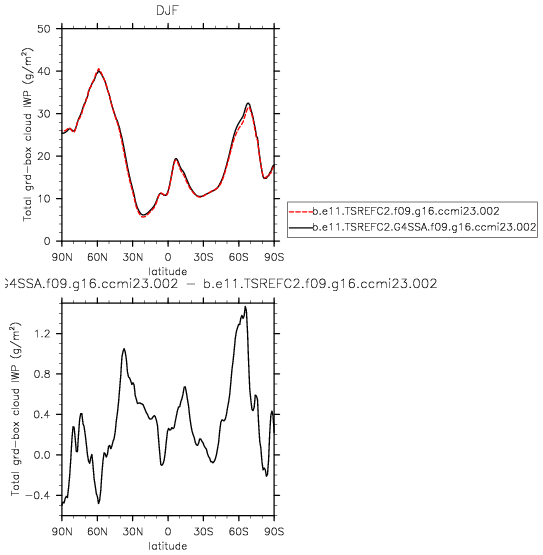 DJF
Total grd-box cloud IWP (g/m²)
50
40
30
20
10
0
90N 60N 30N 0 30S 60S 90S
latitude
b.e11.TSREFC2.f09.g16.ccmi23.002
b.e11.TSREFC2.G4SSA.f09.g16.ccmi23.002
G4SSA.f09.g16.ccmi23.002 - b.e11.TSREFC2.f09.g16.ccmi23.002
Total grd-box cloud IWP (g/m²)
1.2
0.8
0.4
0.0
-0.4
90N 60N 30N 0 30S 60S 90S
latitude